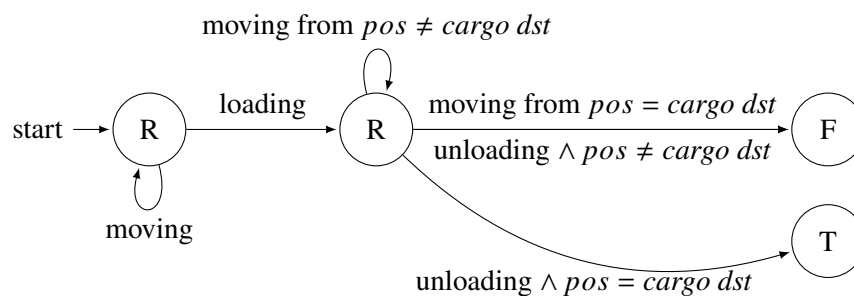 moving from pos ≠ cargo dst
loading
moving from pos = cargo dst
start
R
R
F
unloading ∧ pos ≠ cargo dst
moving
T
unloading ∧ pos = cargo dst